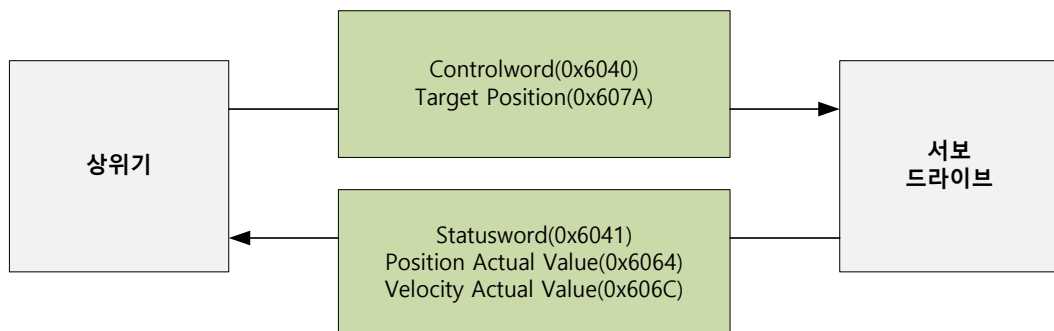 Controlword(0x6040)
Target Position(0x607A)
상위기
서보
드라이브
Statusword(0x6041)
Position Actual Value(0x6064)
Velocity Actual Value(0x606C)